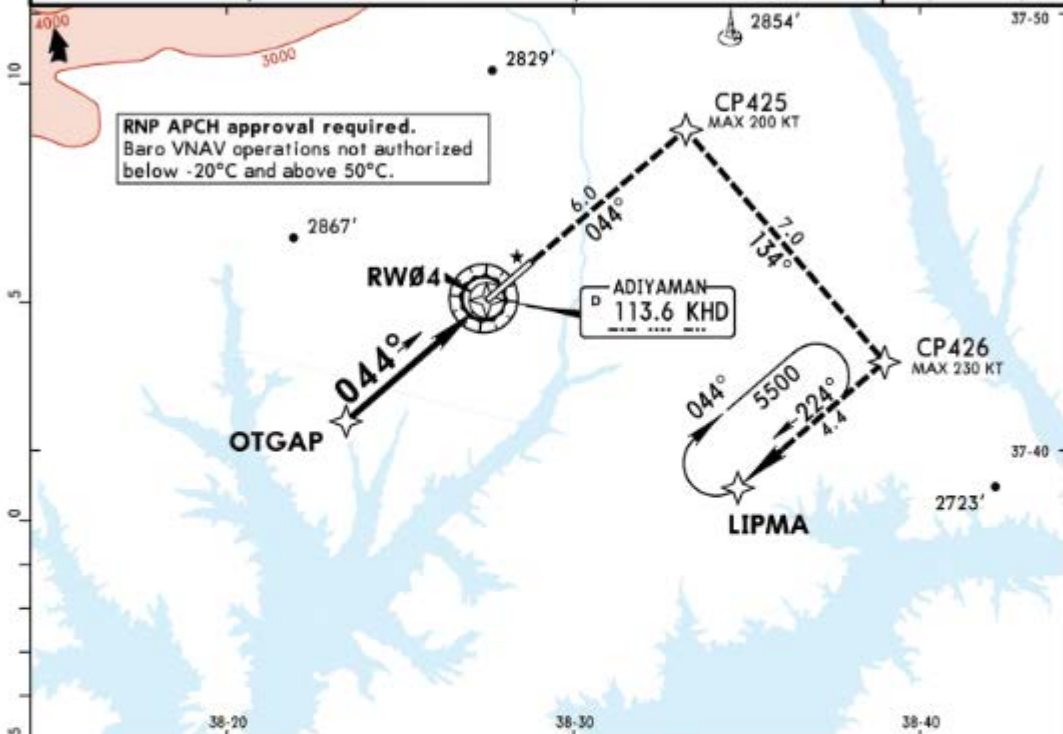 4000
3000
2829'
2854'
37-50
10
CP425
MAX 200 KT
RNP APCH approval required.
Baro VNAV operations not authorized
below -20°C and above 50°C.
6.0
044°
7.0
134°
2867'
RWØ4
ADIYAMAN
D 113.6 KHD
5
044°
CP426
MAX 230 KT
044°
5500
224°
4.4
OTGAP
37-40
2723'
LIPMA
0
5
38-20
38-30
38-40